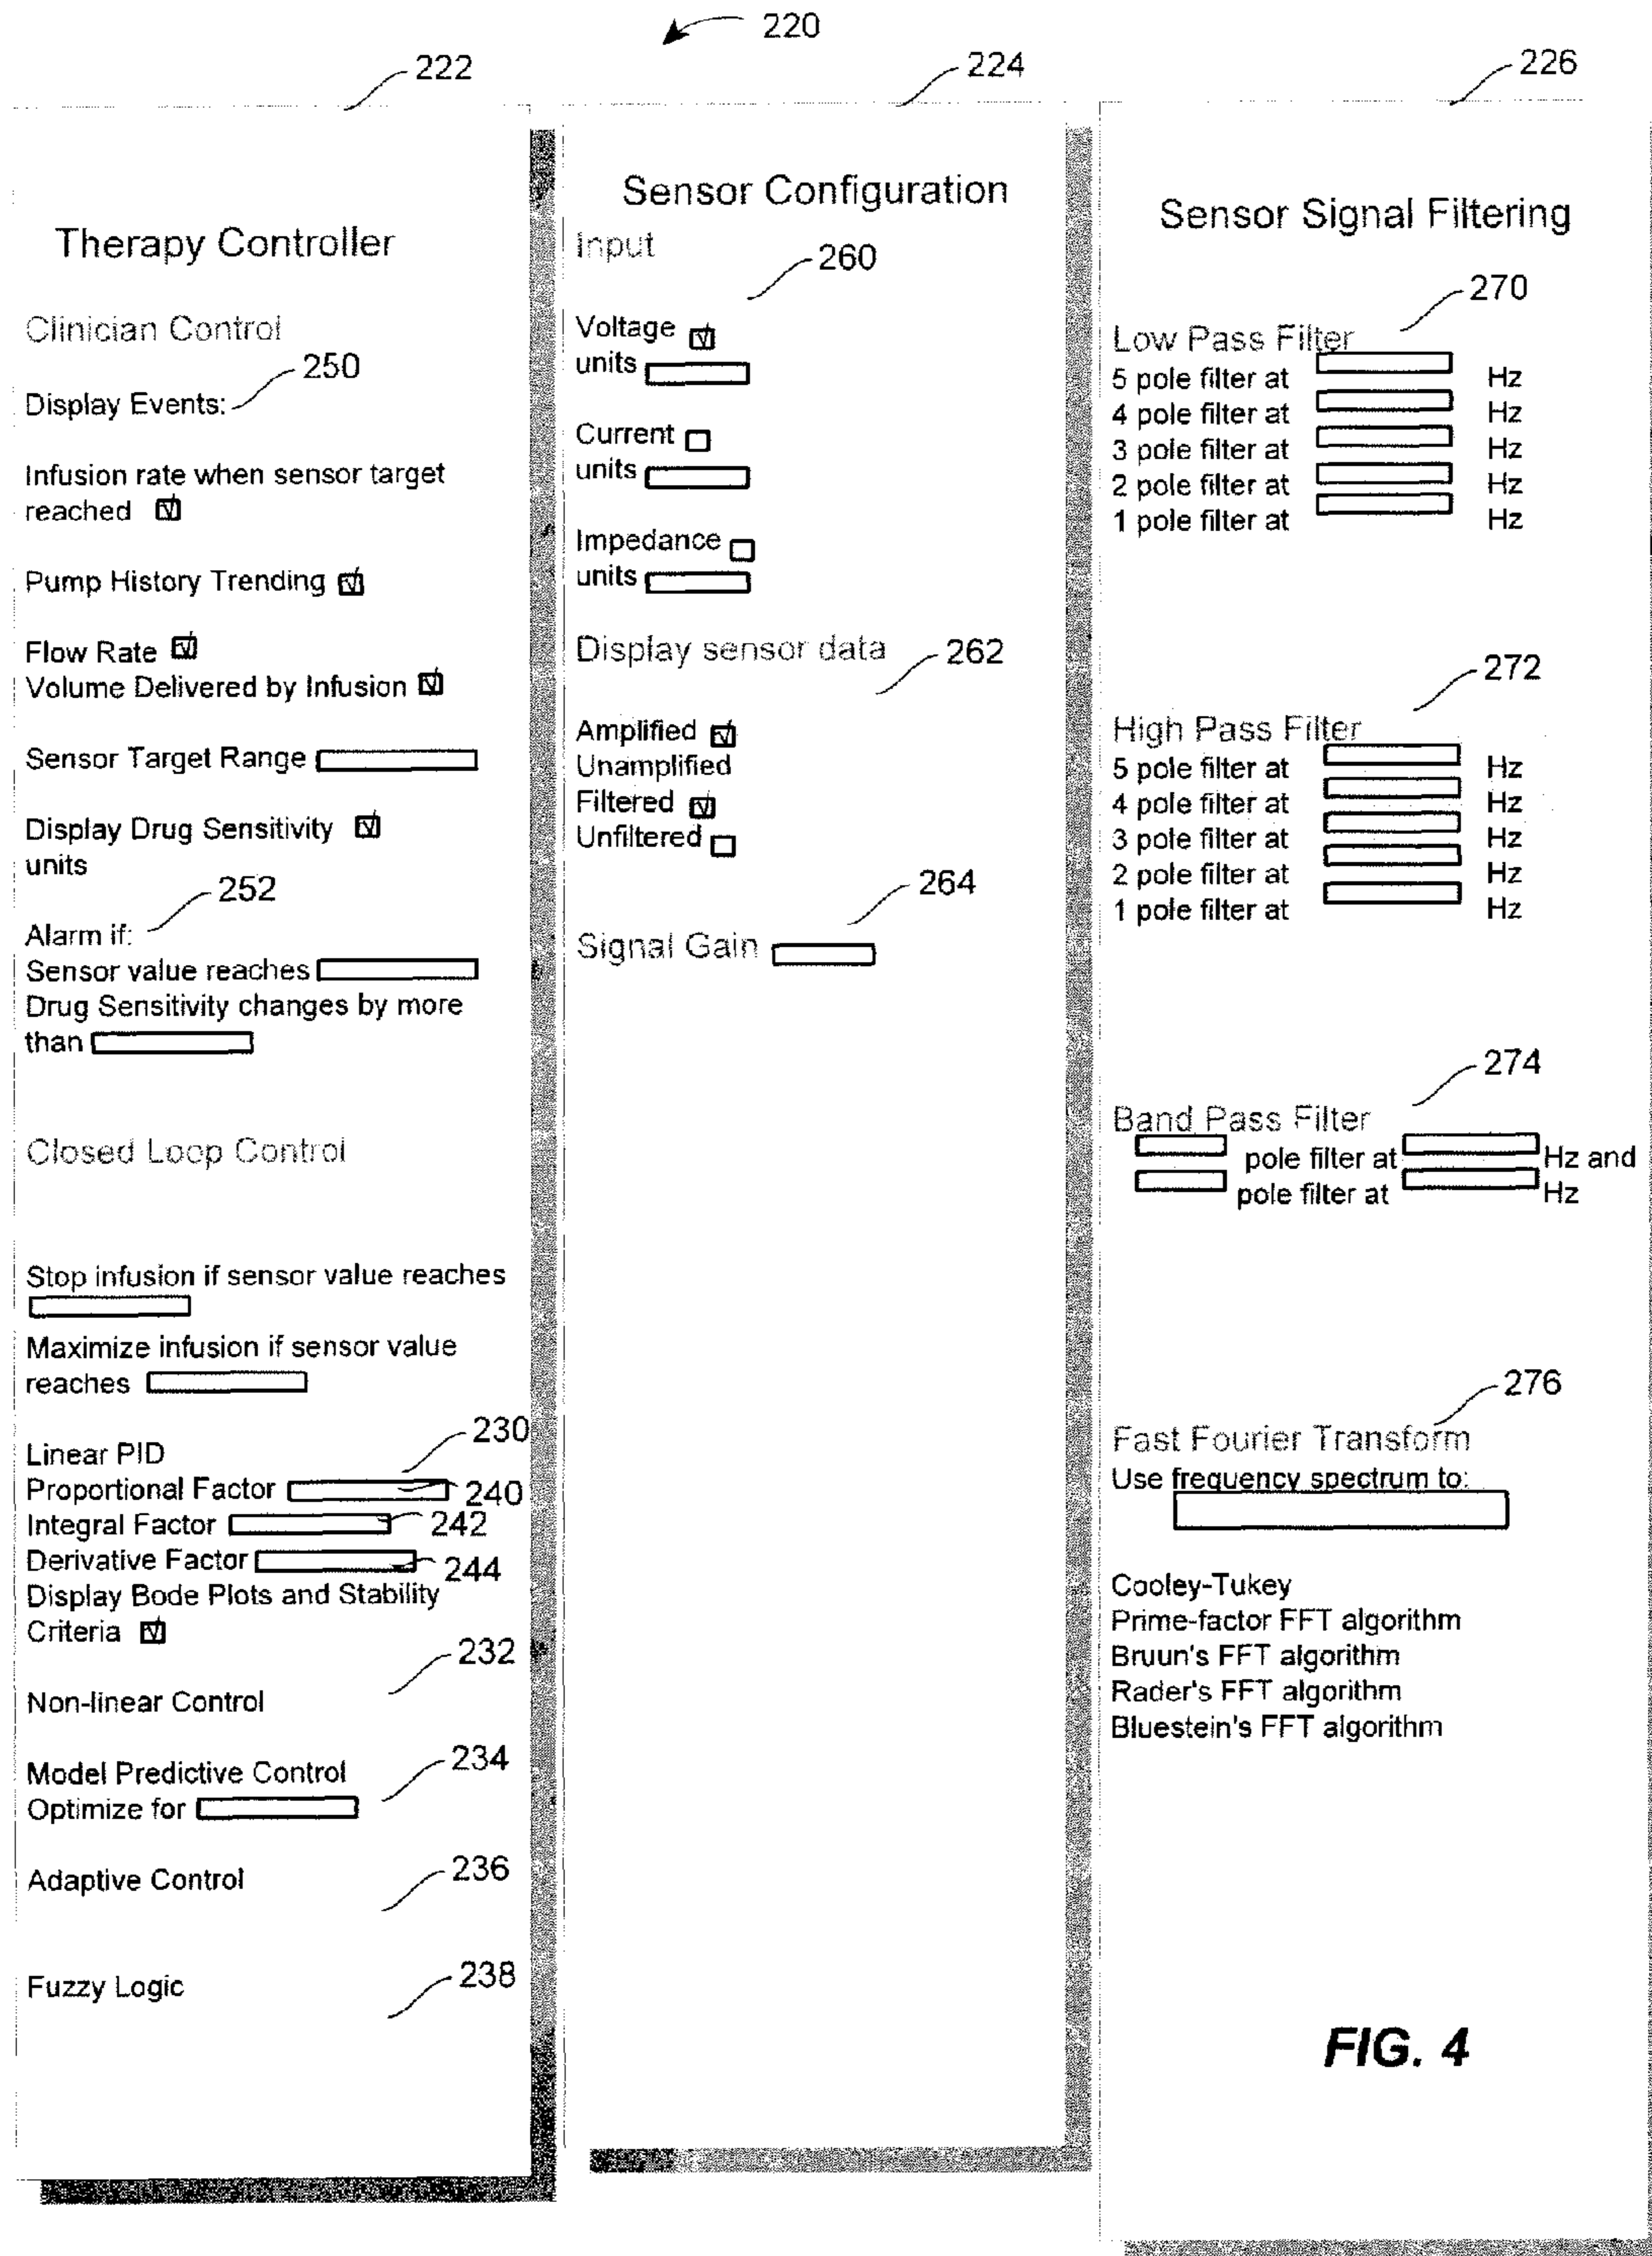 220
222
224
226
Therapy Controller
Clinician Control
250
Display Events:
Infusion rate when sensor target
reached
Pump History Trending
Flow Rate
Volume Delivered by Infusion
Sensor Target Range
Display Drug Sensitivity
units
252
Alarm if:
Sensor value reaches
Drug Sensitivity changes by more
than
Closed Loop Control
Stop infusion if sensor value reaches
Maximize infusion if sensor value
reaches
230
Linear PID
Proportional Factor 240
Integral Factor 242
Derivative Factor 244
Display Bode Plots and Stability
Criteria
232
Non-linear Control
234
Model Predictive Control
Optimize for
236
Adaptive Control
238
Fuzzy Logic
Sensor Configuration
Input
260
Voltage
units
Current
units
Impedance
units
Display sensor data 262
Amplified
Unamplified
Filtered
Unfiltered
264
Signal Gain
Sensor Signal Filtering
270
Low Pass Filter
5 pole filter at Hz
4 pole filter at Hz
3 pole filter at Hz
2 pole filter at Hz
1 pole filter at Hz
272
High Pass Filter
5 pole filter at Hz
4 pole filter at Hz
3 pole filter at Hz
2 pole filter at Hz
1 pole filter at Hz
274
Band Pass Filter
pole filter at Hz and
pole filter at Hz
276
Fast Fourier Transform
Use frequency spectrum to:
Cooley-Tukey
Prime-factor FFT algorithm
Bruun's FFT algorithm
Rader's FFT algorithm
Bluestein's FFT algorithm
FIG. 4